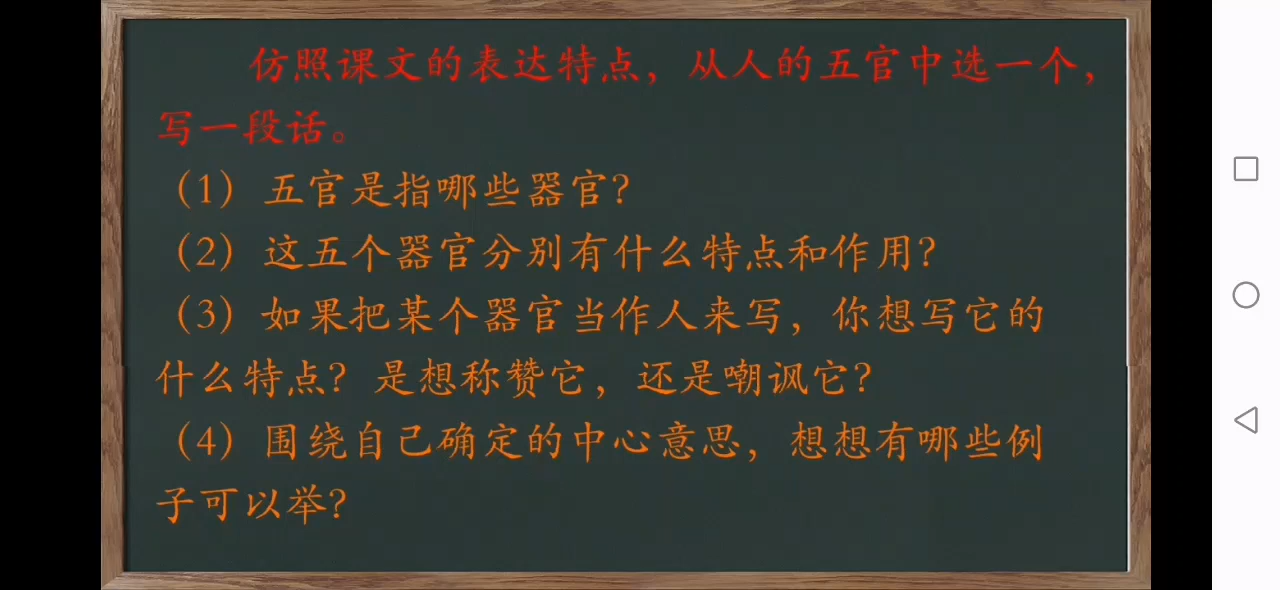 仿照课文的表达特点，从人的五官中选一个，
写一段话。
（1）五官是指哪些器官？
（2）这五个器官分别有什么特点和作用？
（3）如果把某个器官当作人来写，你想写它的
什么特点？是想称赞它，还是嘲讽它？
（4）围绕自己确定的中心意思，想想有哪些例
子可以举？